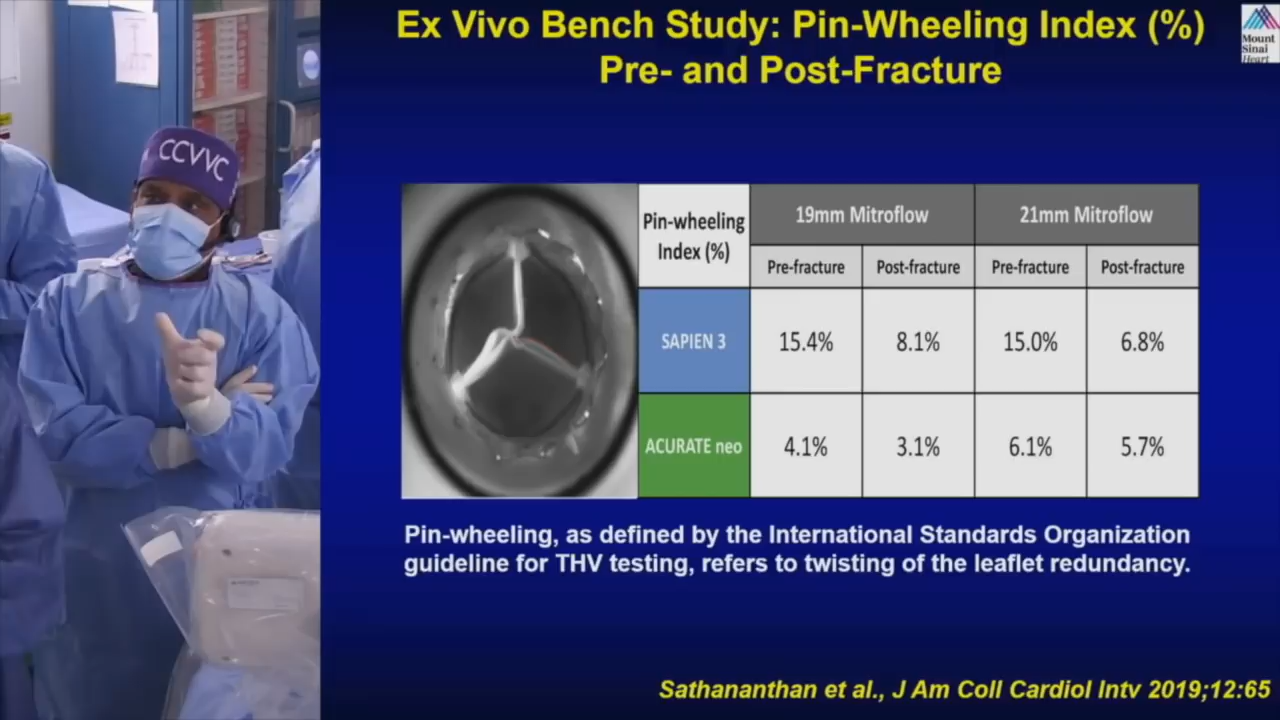 Ex Vivo Bench Study: Pin-Wheeling Index (%)
Pre- and Post-Fracture
Mount
Sinai
Heart
CCVVC
Pin-wheeling
Index (%)
19mm Mitroflow
21mm Mitroflow
Pre-fracture
Post-fracture
Pre-fracture
Post-fracture
SAPIEN 3
15.4%
8.1%
15.0%
6.8%
ACURATE neo
4.1%
3.1%
6.1%
5.7%
Pin-wheeling, as defined by the International Standards Organization
guideline for THV testing, refers to twisting of the leaflet redundancy.
Sathananthan et al., J Am Coll Cardiol Intv 2019;12:65